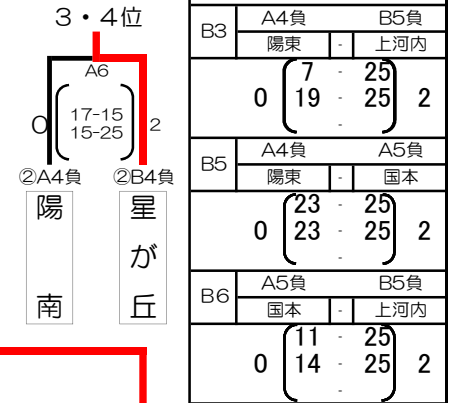 3・4位
A6
0
17-15
15-25
2
②A4負
②B4負
陽南
星が丘
B3
A4負
B5負
陽東
-
上河内
0
7 - 25
19 - 25
-
2
B5
A4負
A5負
陽東
-
国本
0
23 - 25
23 - 25
-
2
B6
A5負
B5負
国本
-
上河内
0
11 - 25
14 - 25
-
2